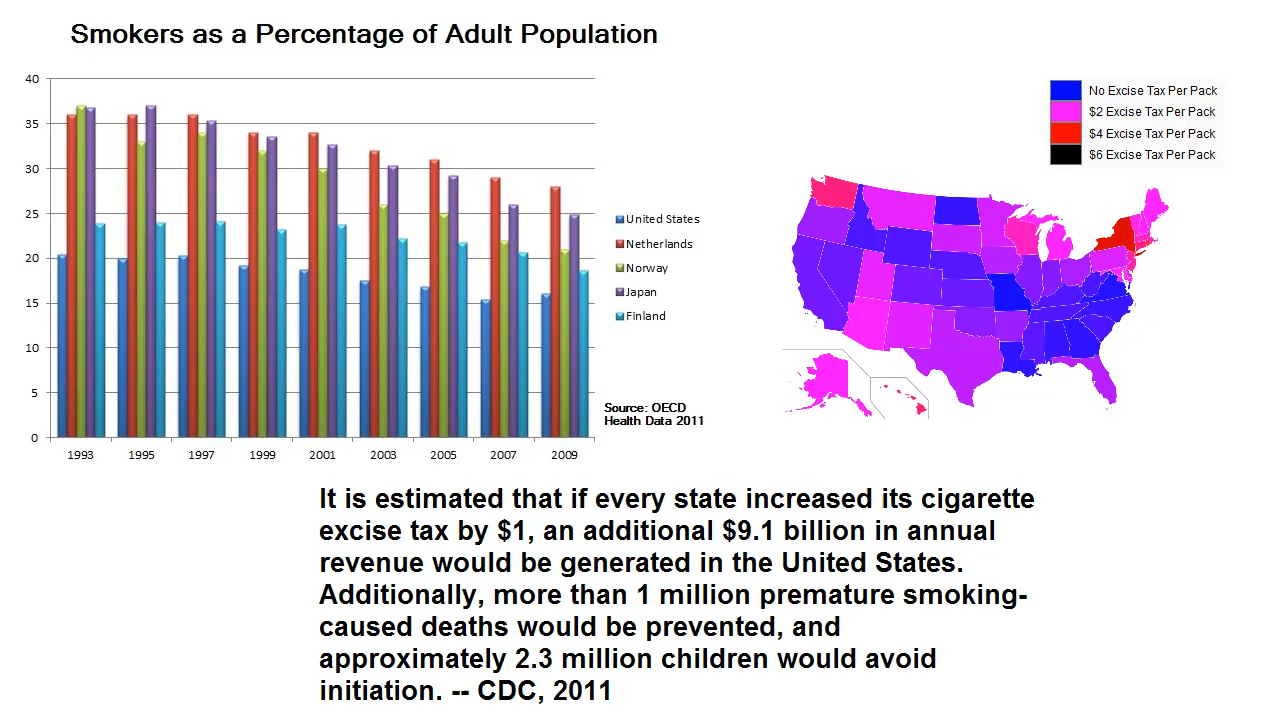 Smokers as a Percentage of Adult Population
40
35
30
25
20
15
10
5
0
1993 1995 1997 1999 2001 2003 2005 2007 2009
United States
Netherlands
Norway
Japan
Finland
Source: OECD
Health Data 2011
No Excise Tax Per Pack
$2 Excise Tax Per Pack
$4 Excise Tax Per Pack
$6 Excise Tax Per Pack
It is estimated that if every state increased its cigarette
excise tax by $1, an additional $9.1 billion in annual
revenue would be generated in the United States.
Additionally, more than 1 million premature smoking-
caused deaths would be prevented, and
approximately 2.3 million children would avoid
initiation. -- CDC, 2011